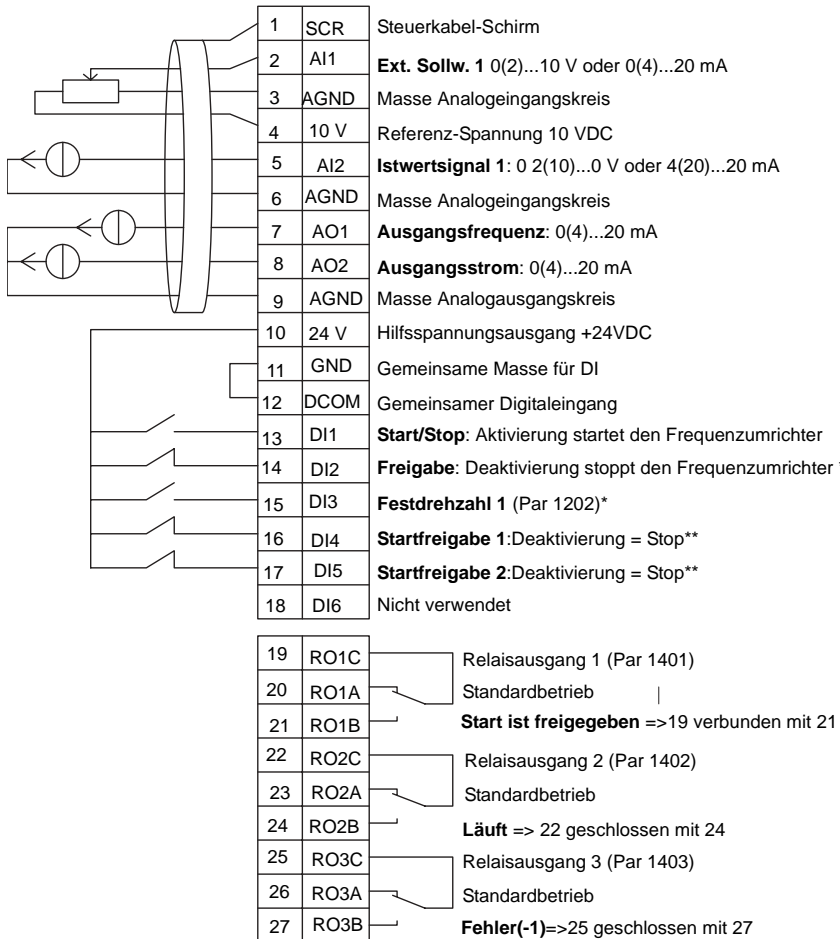 1 SCR Steuerkabel-Schirm
2 AI1 Ext. Sollw. 1 0(2)...10 V oder 0(4)...20 mA
3 AGND Masse Analogeingangskreis
4 10 V Referenz-Spannung 10 VDC
5 AI2 Istwertsignal 1: 0 2(10)...0 V oder 4(20)...20 mA
6 AGND Masse Analogeingangskreis
7 AO1 Ausgangsfrequenz: 0(4)...20 mA
8 AO2 Ausgangsstrom: 0(4)...20 mA
9 AGND Masse Analogausgangskreis
10 24 V Hilfsspannungsausgang +24VDC
11 GND Gemeinsame Masse für DI
12 DCOM Gemeinsamer Digitaleingang
13 DI1 Start/Stop: Aktivierung startet den Frequenzumrichter
14 DI2 Freigabe: Deaktivierung stoppt den Frequenzumrichter
15 DI3 Festdrehzahl 1 (Par 1202)*
16 DI4 Startfreigabe 1:Deaktivierung = Stop**
17 DI5 Startfreigabe 2:Deaktivierung = Stop**
18 DI6 Nicht verwendet
19 RO1C Relaisausgang 1 (Par 1401)
20 RO1A Standardbetrieb
21 RO1B Start ist freigegeben =>19 verbunden mit 21
22 RO2C Relaisausgang 2 (Par 1402)
23 RO2A Standardbetrieb
24 RO2B Läuft => 22 geschlossen mit 24
25 RO3C Relaisausgang 3 (Par 1403)
26 RO3A Standardbetrieb
27 RO3B Fehler(-1)=>25 geschlossen mit 27